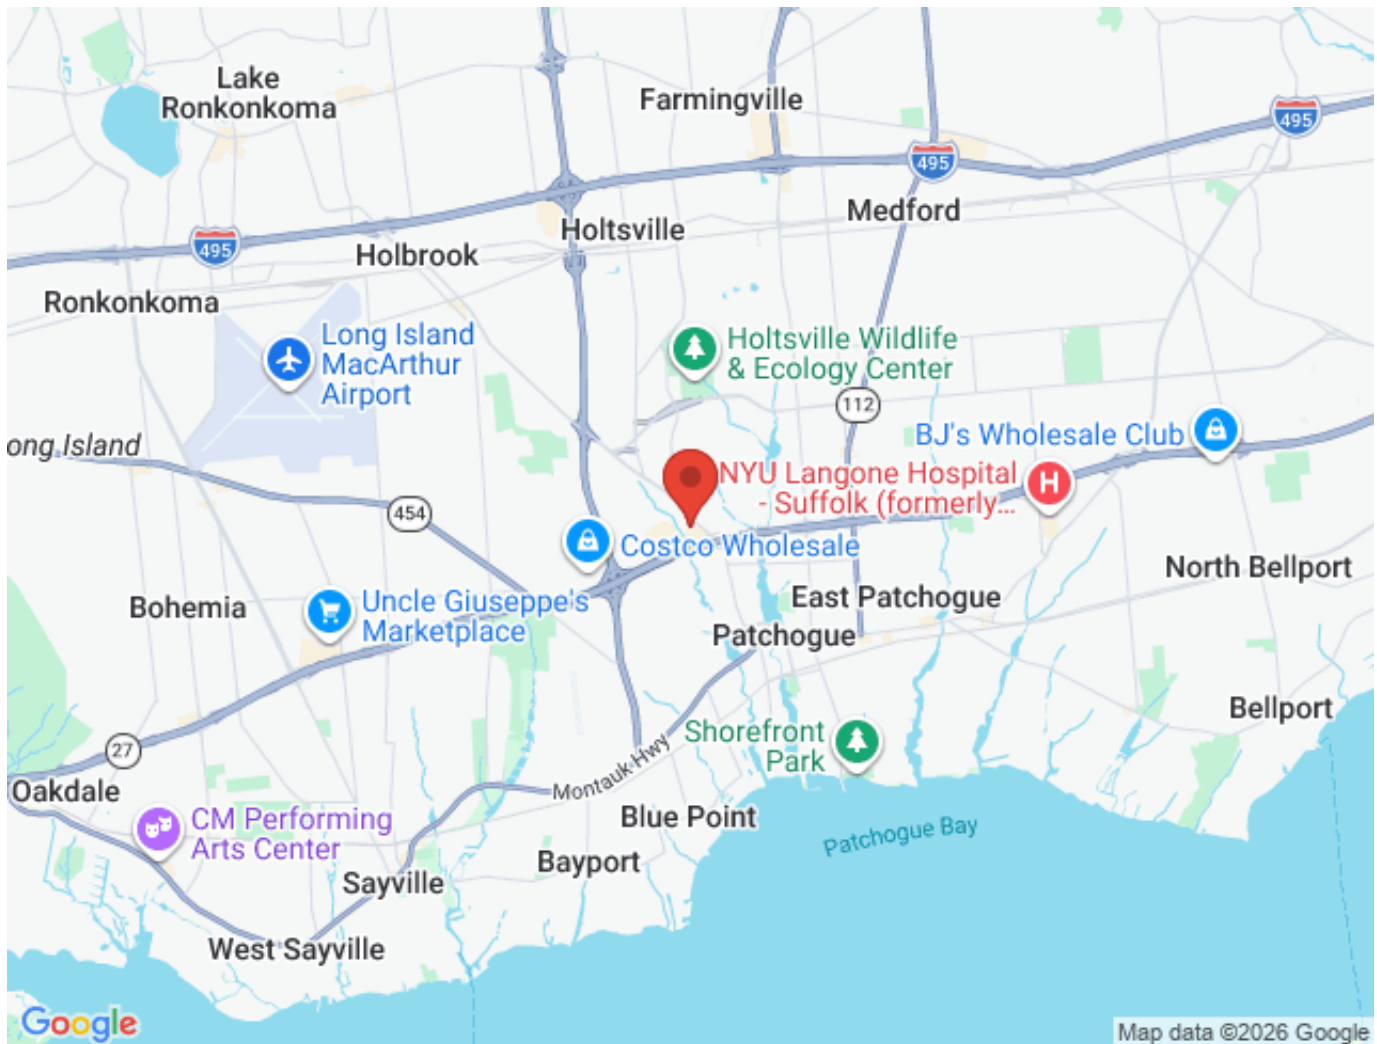 Lake
Ronkonkoma
Farmingville
495
495
Medford
Holtsville
495
Holbrook
Ronkonkoma
Long Island
MacArthur
Airport
Holtsville Wildlife
& Ecology Center
112
BJ's Wholesale Club
ong Island
NYU Langone Hospital
- Suffolk (formerly...
454
Costco Wholesale
North Bellport
Bohemia
Uncle Giuseppe's
Marketplace
East Patchogue
Patchogue
Bellport
Shorefront
Park
27
Montauk Hwy
Oakdale
CM Performing
Arts Center
Blue Point
Patchogue Bay
Bayport
Sayville
West Sayville
Google
Map data ©2026 Google